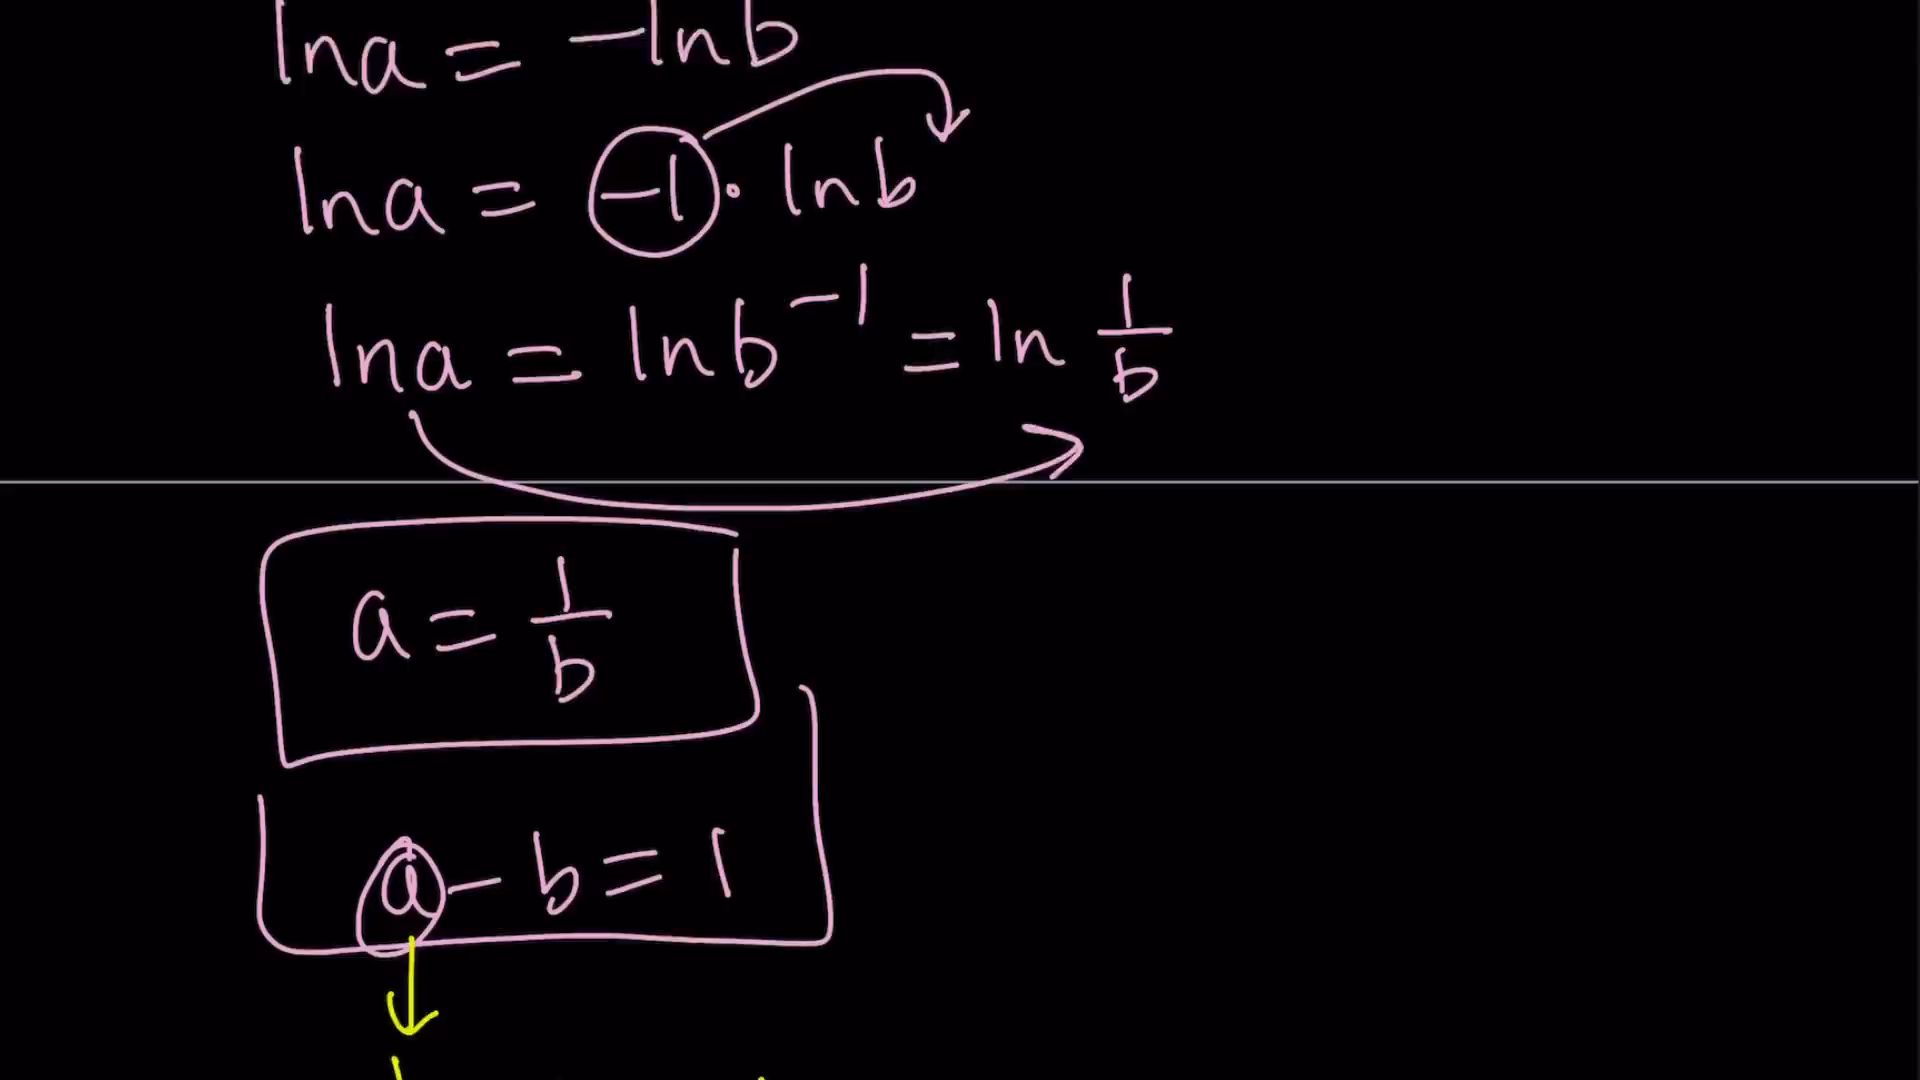 ln a = - ln b
ln a = -1 · ln b
ln a = ln b⁻¹ = ln 1/b
a = 1/b
a - b = 1